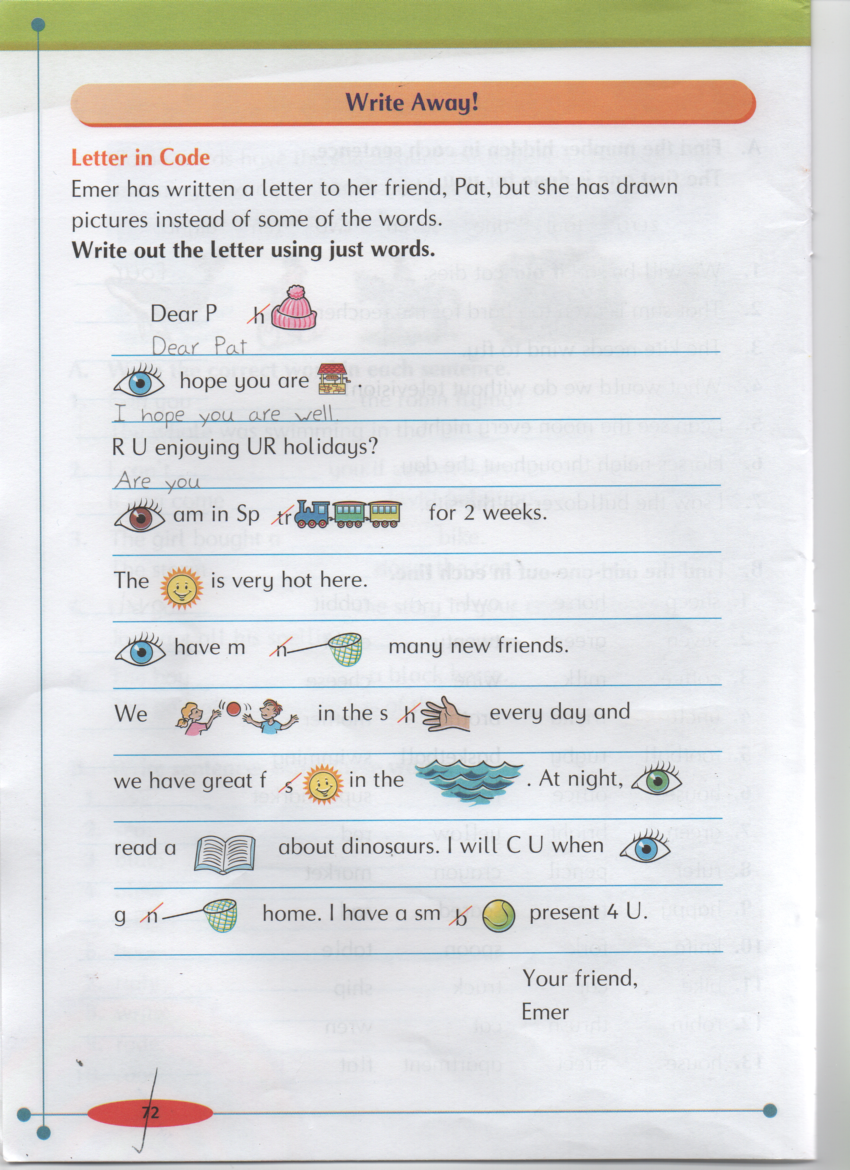 Write Away!
Letter in Code
Emer has written a letter to her friend, Pat, but she has drawn
pictures instead of some of the words.
Write out the letter using just words.
Dear P h
Dear Pat
hope you are .
I hope you are well.
R U enjoying UR holidays?
Are you
am in Sp tr for 2 weeks.
The is very hot here.
have m n many new friends.
We in the s h every day and
we have great f s in the . At night,
read a about dinosaurs. I will C U when
g n home. I have a sm b present 4 U.
Your friend,
Emer
72